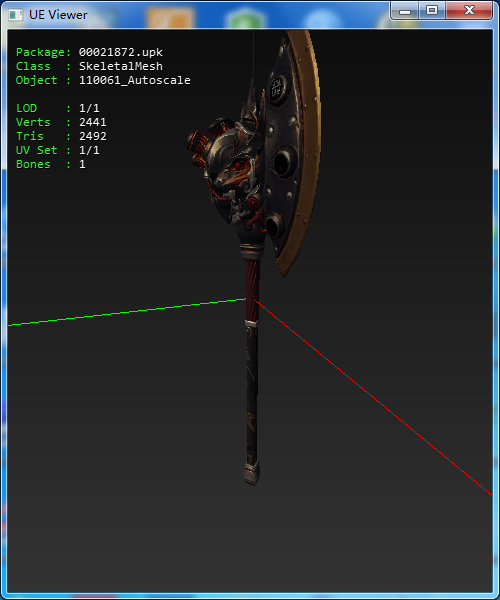 UE Viewer
Package: 00021872.upk
Class  : SkeletalMesh
Object : 110061_Autoscale
LOD    : 1/1
Verts  : 2441
Tris   : 2492
UV Set : 1/1
Bones  : 1